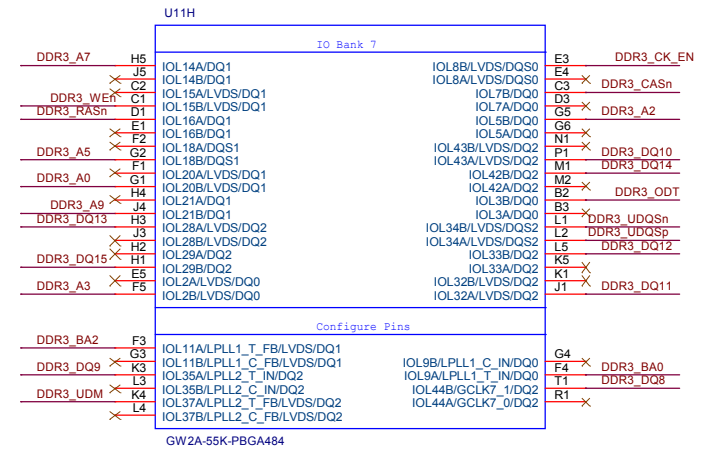 U11H
IO Bank 7
DDR3_A7 H5 IOL14A/DQ1 IOL8B/LVDS/DQS0 E3 DDR3_CK_EN
J5 IOL14B/DQ1 IOL8A/LVDS/DQS0 E4
C2 IOL15A/LVDS/DQ1 IOL7B/DQ0 C3 DDR3_CASn
DDR3_WEn C1 IOL15B/LVDS/DQ1 IOL7A/DQ0 D3
DDR3_RASn D1 IOL16A/DQ1 IOL5B/DQ0 G5 DDR3_A2
E1 IOL16B/DQ1 IOL5A/DQ0 G6
F2 IOL18A/DQS1 IOL43B/LVDS/DQ2 N1
DDR3_A5 G2 IOL18B/DQS1 IOL43A/LVDS/DQ2 P1 DDR3_DQ10
F1 IOL20A/LVDS/DQ1 IOL42B/DQ2 M1 DDR3_DQ14
DDR3_A0 G1 IOL20B/LVDS/DQ1 IOL42A/DQ2 M2
H4 IOL21A/DQ1 IOL3B/DQ0 B2 DDR3_ODT
DDR3_A9 J4 IOL21B/DQ1 IOL3A/DQ0 B3
DDR3_DQ13 H3 IOL28A/LVDS/DQ2 IOL34B/LVDS/DQS2 L1 DDR3_UDQSn
J3 IOL28B/LVDS/DQ2 IOL34A/LVDS/DQS2 L2 DDR3_UDQSp
H2 IOL29A/DQ2 IOL33B/DQ2 L5 DDR3_DQ12
DDR3_DQ15 H1 IOL29B/DQ2 IOL33A/DQ2 K5
E5 IOL2A/LVDS/DQ0 IOL32B/LVDS/DQ2 K1
DDR3_A3 F5 IOL2B/LVDS/DQ0 IOL32A/LVDS/DQ2 J1 DDR3_DQ11
Configure Pins
DDR3_BA2 F3 IOL11A/LPLL1_T_FB/LVDS/DQ1
G3 IOL11B/LPLL1_C_FB/LVDS/DQ1 IOL9B/LPLL1_C_IN/DQ0 G4
DDR3_DQ9 K3 IOL35A/LPLL2_T_IN/DQ2 IOL9A/LPLL1_T_IN/DQ0 F4 DDR3_BA0
L3 IOL35B/LPLL2_C_IN/DQ2 IOL44B/GCLK7_1/DQ2 T1 DDR3_DQ8
DDR3_UDM K4 IOL37A/LPLL2_T_FB/LVDS/DQ2 IOL44A/GCLK7_0/DQ2 R1
L4 IOL37B/LPLL2_C_FB/LVDS/DQ2
GW2A-55K-PBGA484